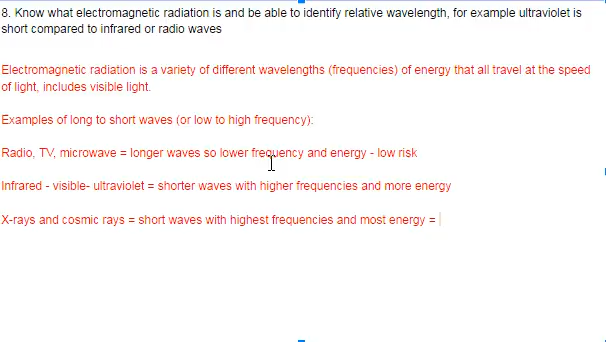 8. Know what electromagnetic radiation is and be able to identify relative wavelength, for example ultraviolet is
short compared to infrared or radio waves
Electromagnetic radiation is a variety of different wavelengths (frequencies) of energy that all travel at the speed
of light, includes visible light.
Examples of long to short waves (or low to high frequency):
Radio, TV, microwave = longer waves so lower frequency and energy - low risk
Infrared - visible- ultraviolet = shorter waves with higher frequencies and more energy
X-rays and cosmic rays = short waves with highest frequencies and most energy =